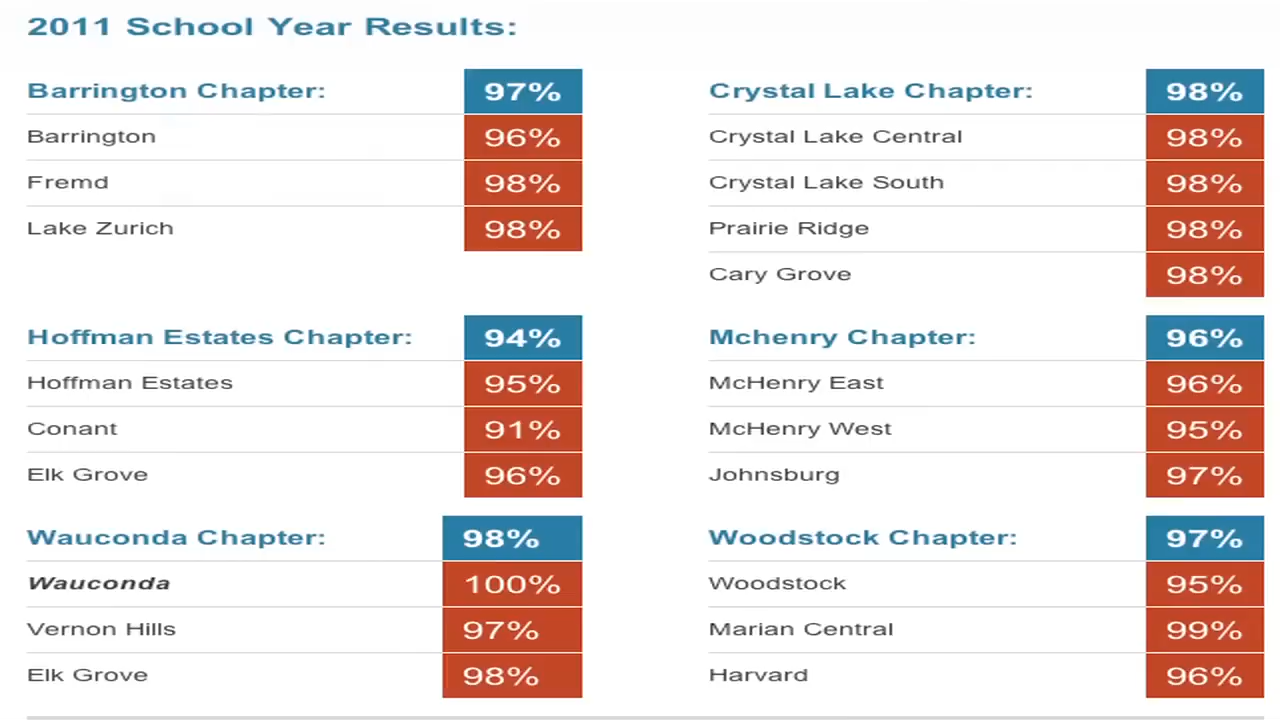 2011 School Year Results:
Barrington Chapter: 97%
Barrington 96%
Fremd 98%
Lake Zurich 98%
Crystal Lake Chapter: 98%
Crystal Lake Central 98%
Crystal Lake South 98%
Prairie Ridge 98%
Cary Grove 98%
Hoffman Estates Chapter: 94%
Hoffman Estates 95%
Conant 91%
Elk Grove 96%
Mchenry Chapter: 96%
McHenry East 96%
McHenry West 95%
Johnsburg 97%
Wauconda Chapter: 98%
Wauconda 100%
Vernon Hills 97%
Elk Grove 98%
Woodstock Chapter: 97%
Woodstock 95%
Marian Central 99%
Harvard 96%